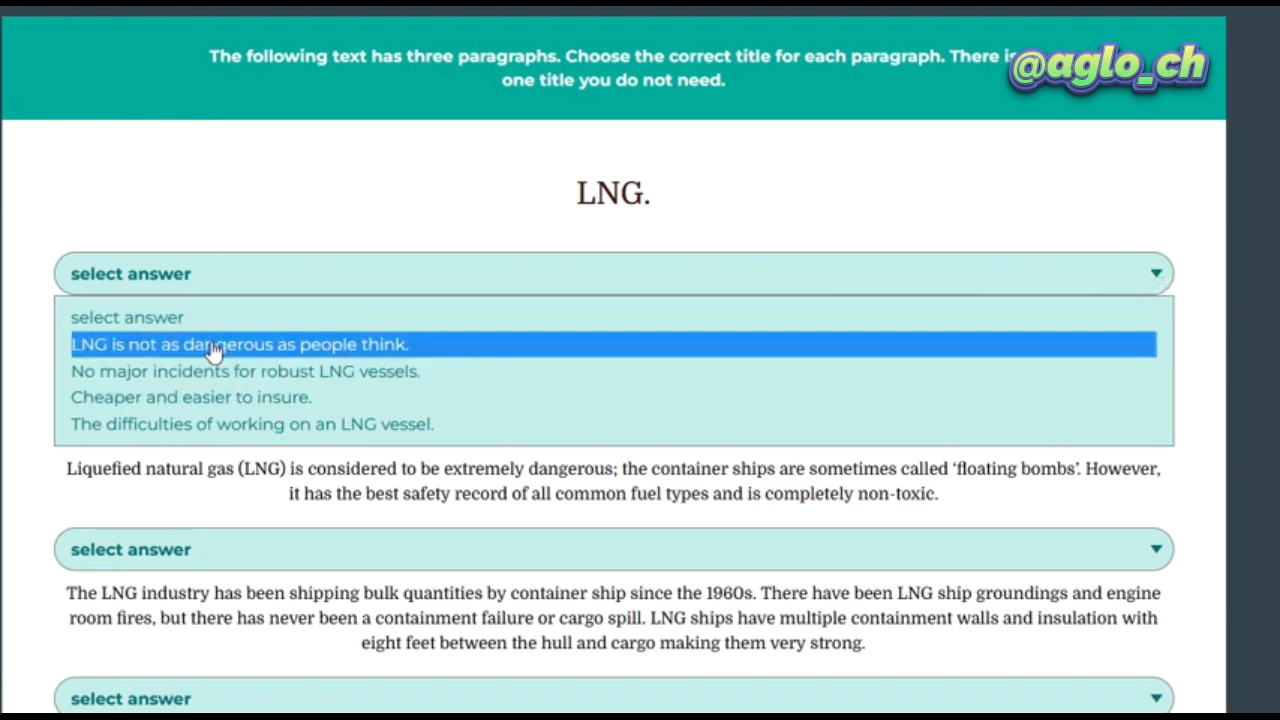 The following text has three paragraphs. Choose the correct title for each paragraph. There is
one title you do not need.
@aglo_ch
LNG.
select answer
select answer
LNG is not as dangerous as people think.
No major incidents for robust LNG vessels.
Cheaper and easier to insure.
The difficulties of working on an LNG vessel.
Liquefied natural gas (LNG) is considered to be extremely dangerous; the container ships are sometimes called ‘floating bombs’. However,
it has the best safety record of all common fuel types and is completely non-toxic.
select answer
The LNG industry has been shipping bulk quantities by container ship since the 1960s. There have been LNG ship groundings and engine
room fires, but there has never been a containment failure or cargo spill. LNG ships have multiple containment walls and insulation with
eight feet between the hull and cargo making them very strong.
select answer